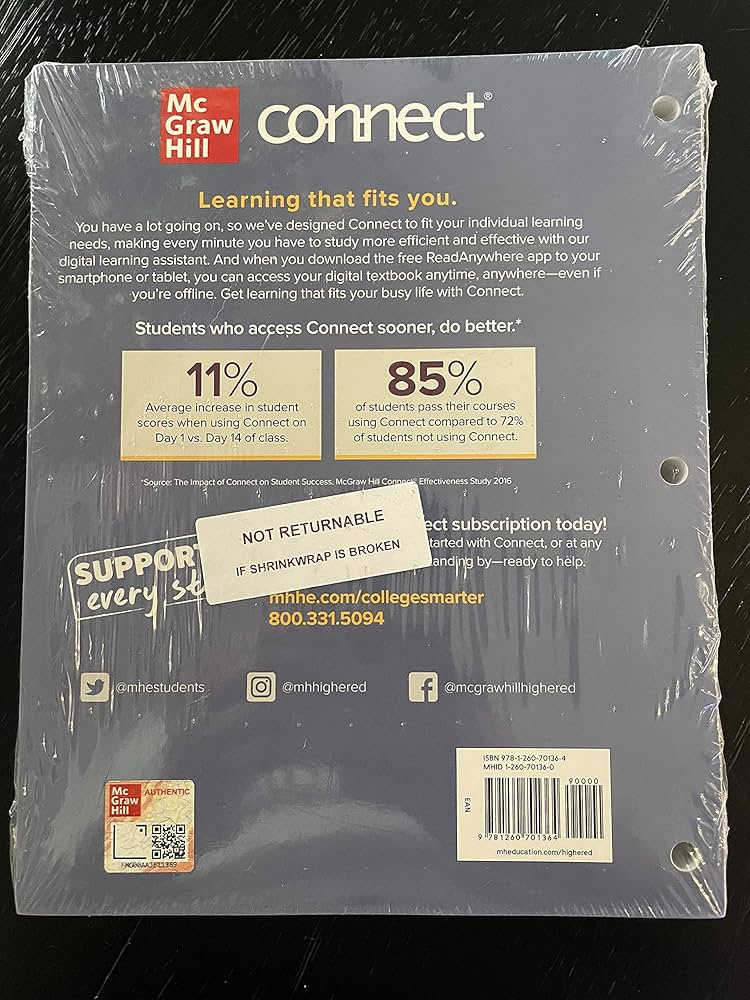 Mc
Graw
Hill
connect®
Learning that fits you.
You have a lot going on, so we've designed Connect to fit your individual learning
needs, making every minute you have to study more efficient and effective with our
digital learning assistant. And when you download the free ReadAnywhere app to your
smartphone or tablet, you can access your digital textbook anytime, anywhere—even if
you're offline. Get learning that fits your busy life with Connect.
Students who access Connect sooner, do better.*
11%
Average increase in student
scores when using Connect on
Day 1 vs. Day 14 of class.
85%
of students pass their courses
using Connect compared to 72%
of students not using Connect.
*Source: The Impact of Connect on Student Success, McGraw Hill Connect® Effectiveness Study 2016
NOT RETURNABLE
IF SHRINKWRAP IS BROKEN
SUPPORT
every st
ect subscription today!
tarted with Connect, or at any
anding by—ready to help.
mhhe.com/collegesmarter
800.331.5094
@mhestudents
@mhhighered
@mcgrawhillhighered
Mc
Graw
Hill
AUTHENTIC
ISBN 978-1-260-70136-4
MHID 1-260-70136-0
90000
EAN
9 781260 701364
mheducation.com/highered